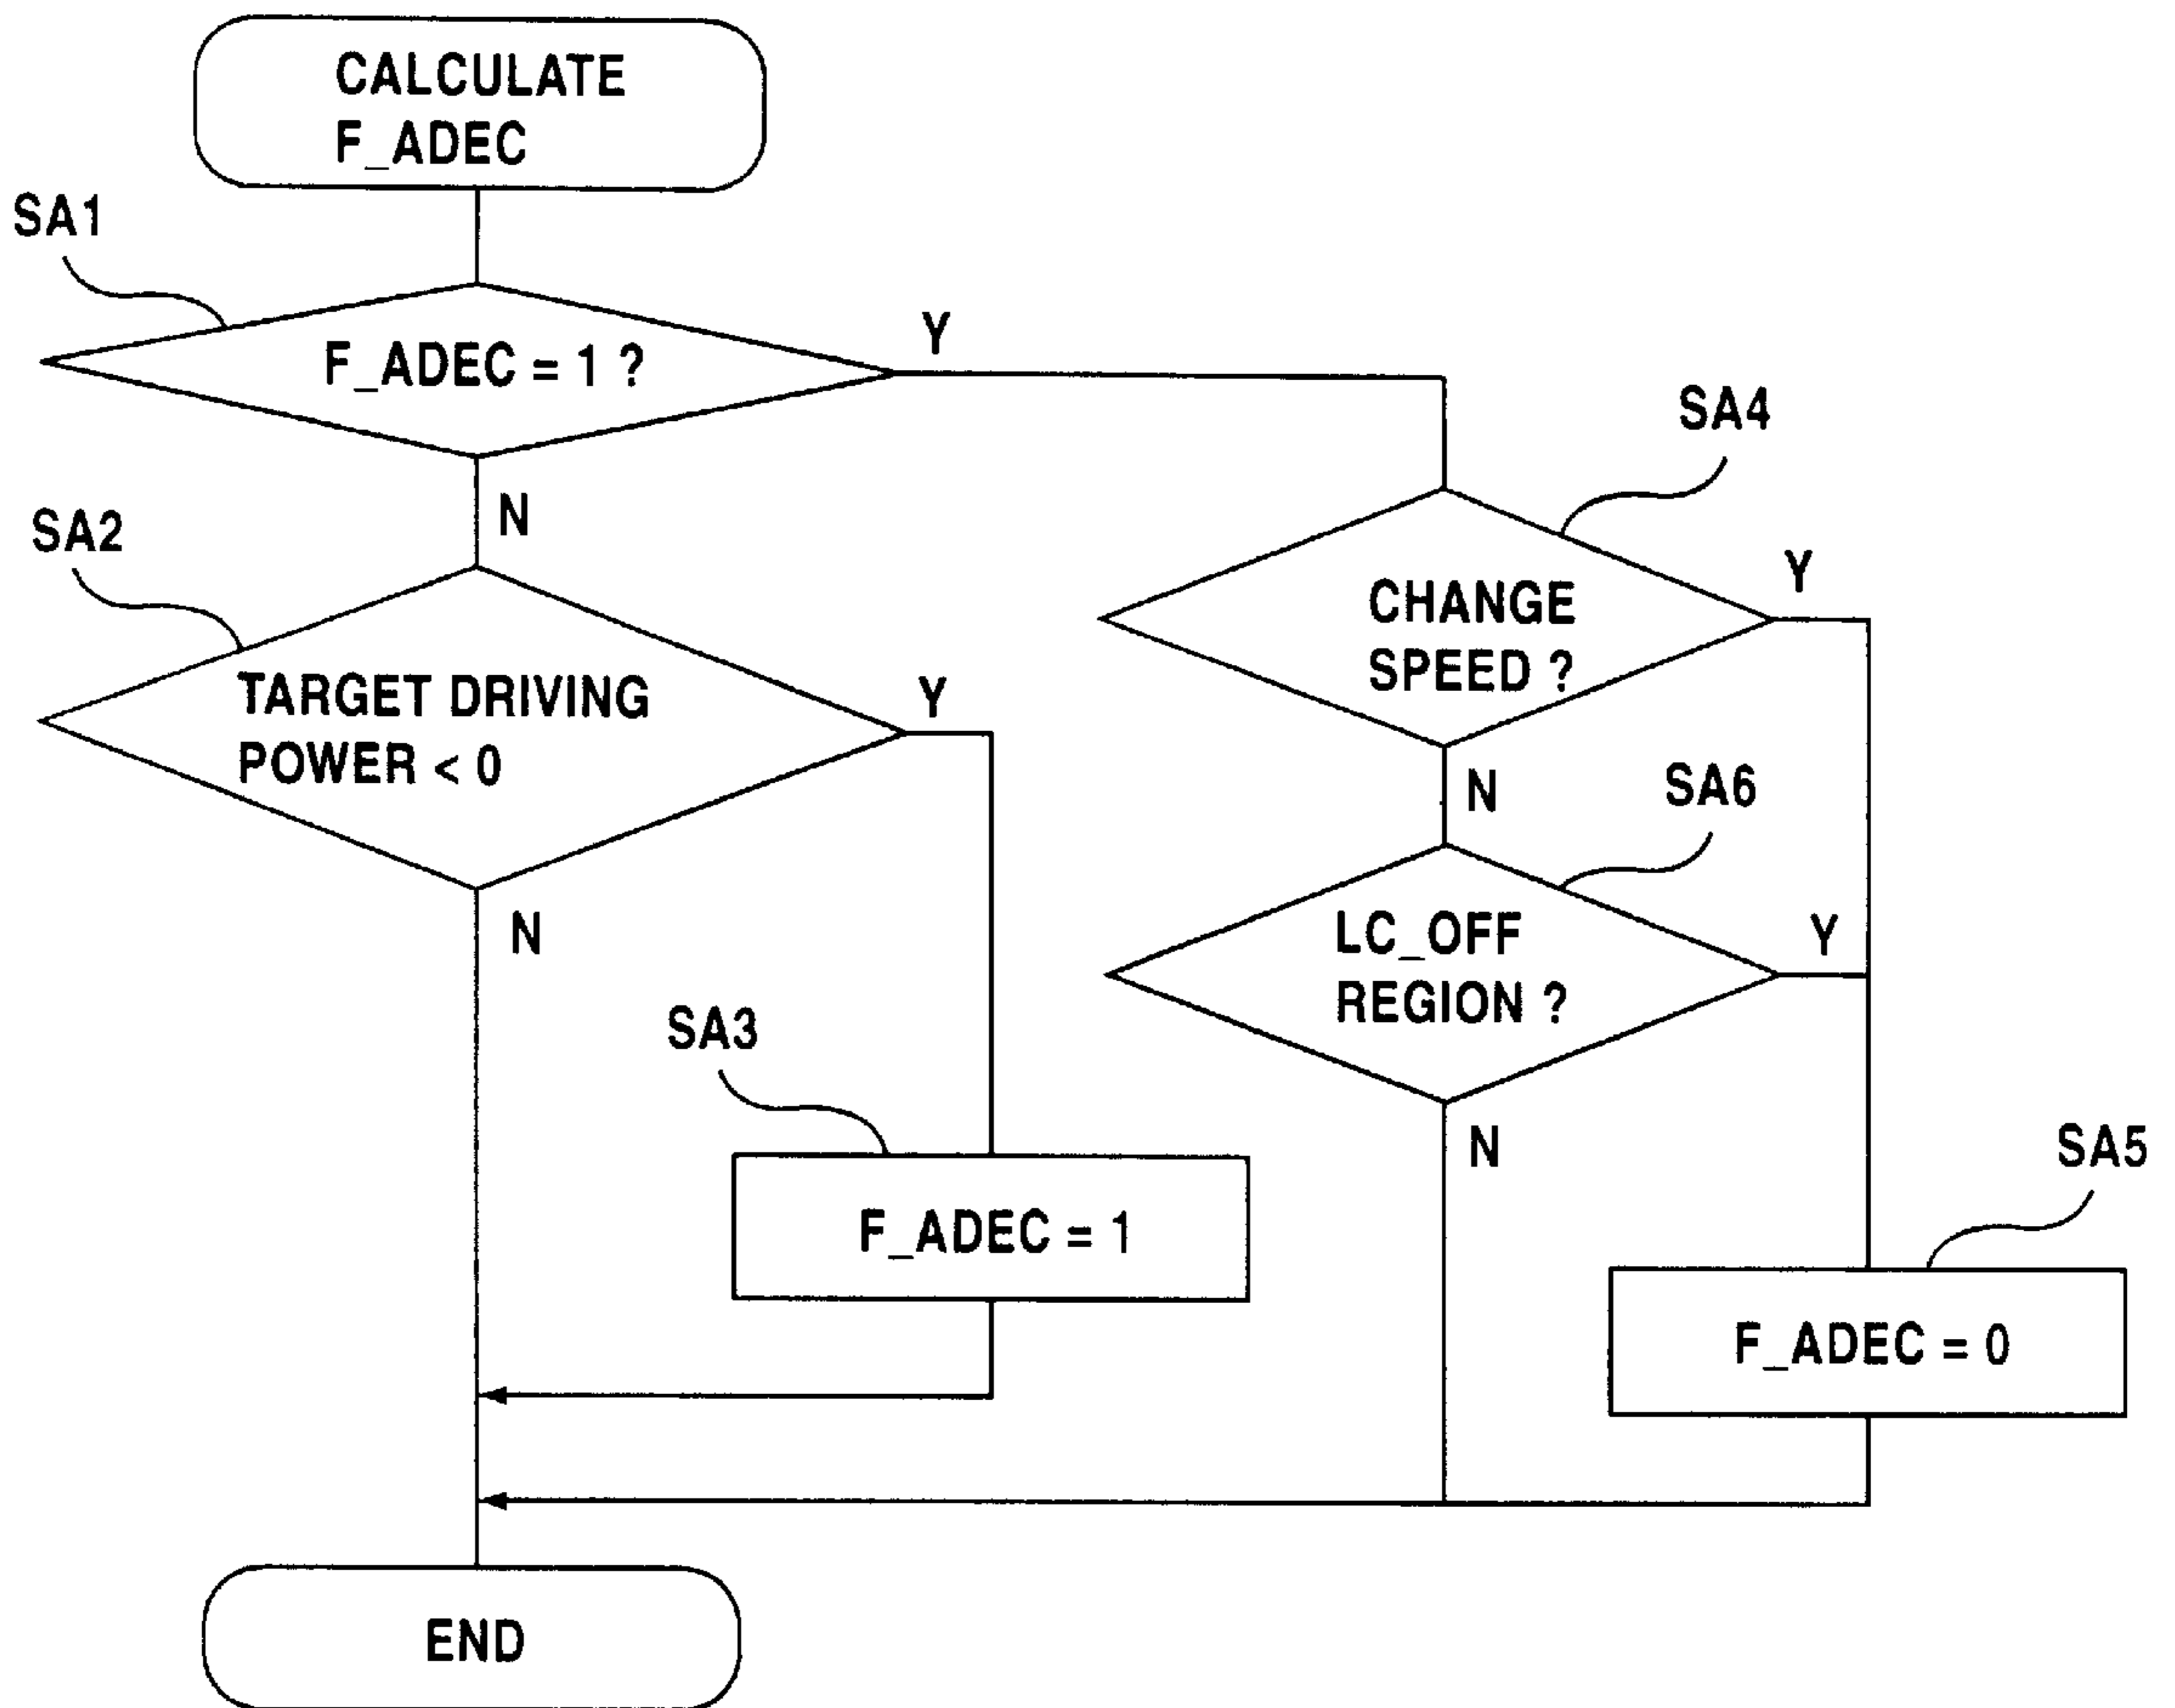 CALCULATE
F_ADEC
SA1
F_ADEC = 1 ?
Y
N
SA2
TARGET DRIVING
POWER < 0
Y
N
SA3
F_ADEC = 1
SA4
CHANGE
SPEED ?
Y
N
SA6
LC_OFF
REGION ?
Y
N
SA5
F_ADEC = 0
END